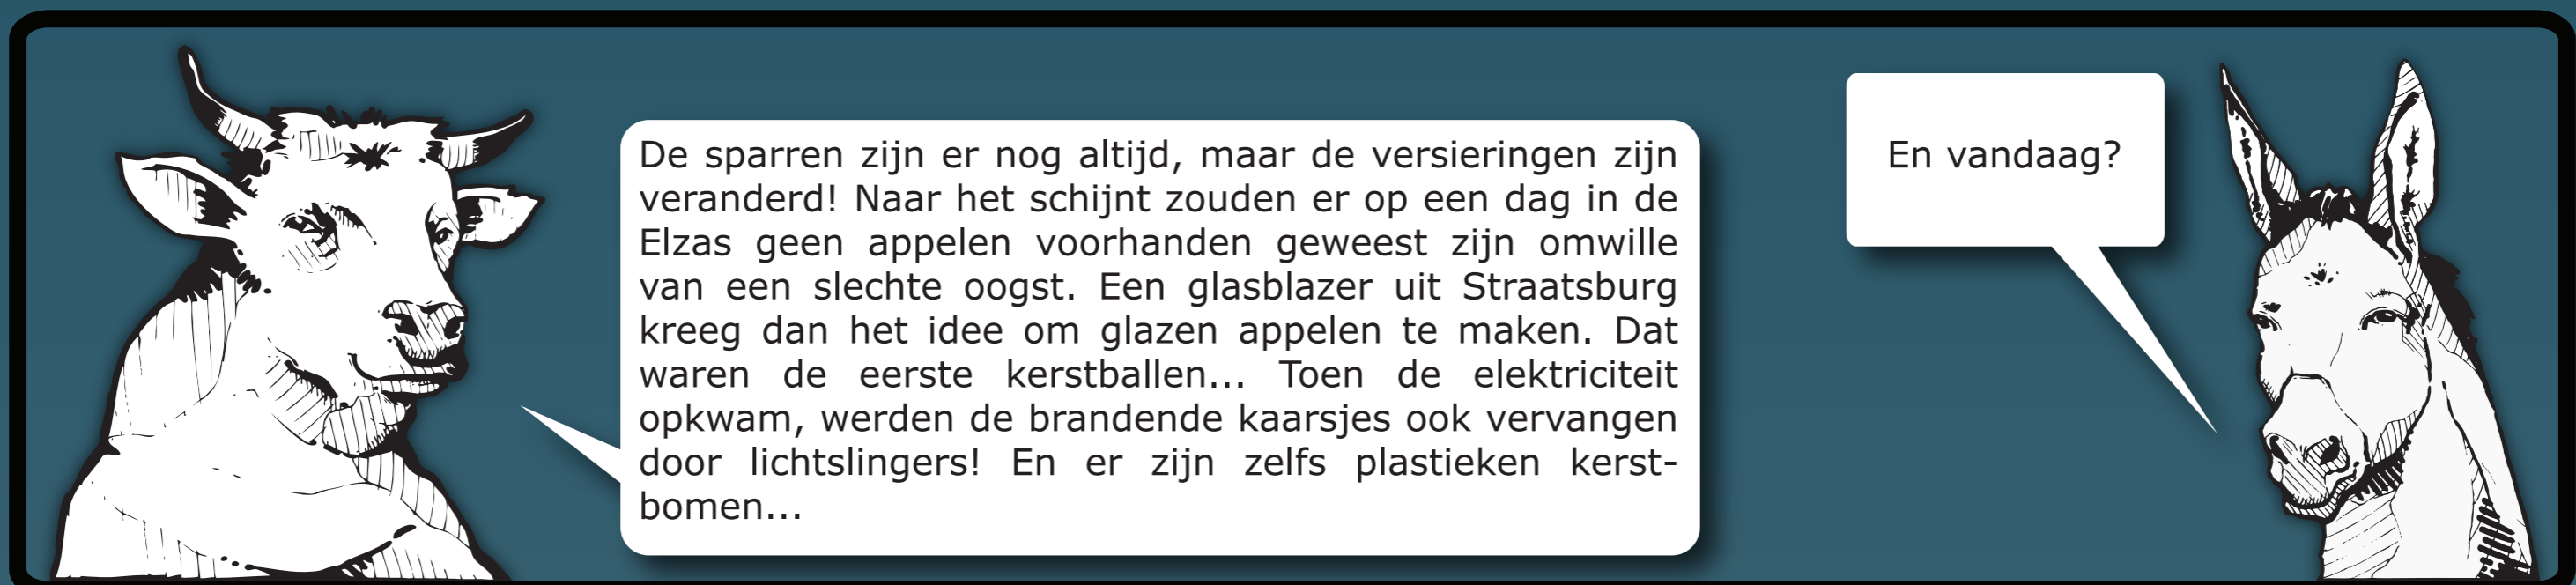 De sparren zijn er nog altijd, maar de versieringen zijn
veranderd! Naar het schijnt zouden er op een dag in de
Elzas geen appelen voorhanden geweest zijn omwille
van een slechte oogst. Een glasblazer uit Straatsburg
kreeg dan het idee om glazen appelen te maken. Dat
waren de eerste kerstballen... Toen de elektriciteit
opkwam, werden de brandende kaarsjes ook vervangen
door lichtslingers! En er zijn zelfs plastieken kerst-
bomen...
En vandaag?